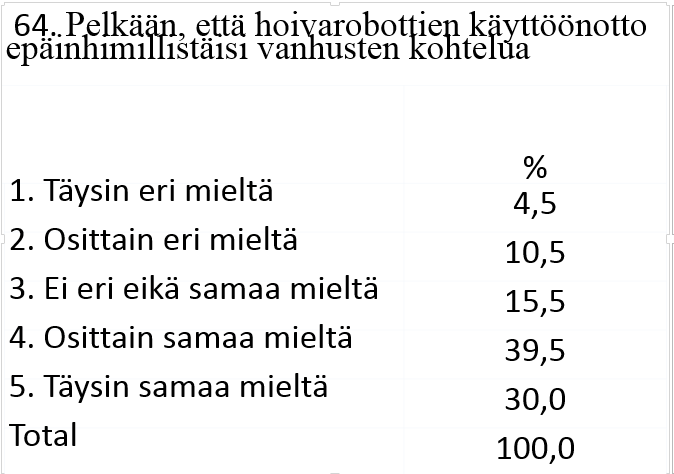 64. Pelkään, että hoivarobottien käyttöönotto
epäinhimillistäisi vanhusten kohtelua
%
1. Täysin eri mieltä 4,5
2. Osittain eri mieltä 10,5
3. Ei eri eikä samaa mieltä 15,5
4. Osittain samaa mieltä 39,5
5. Täysin samaa mieltä 30,0
Total 100,0